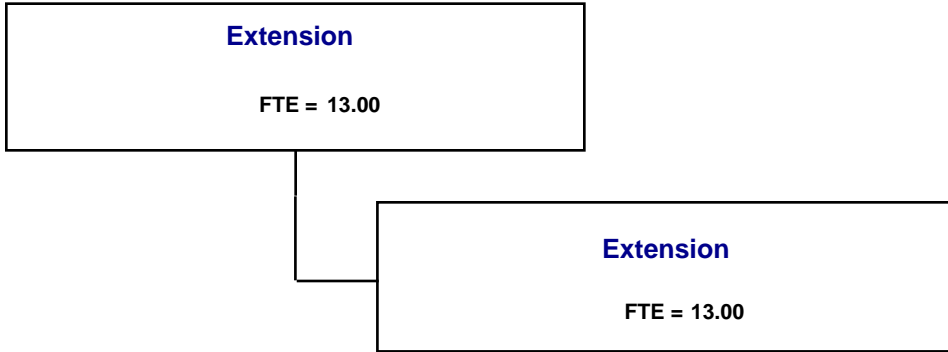 Extension
FTE = 13.00
Extension
FTE = 13.00